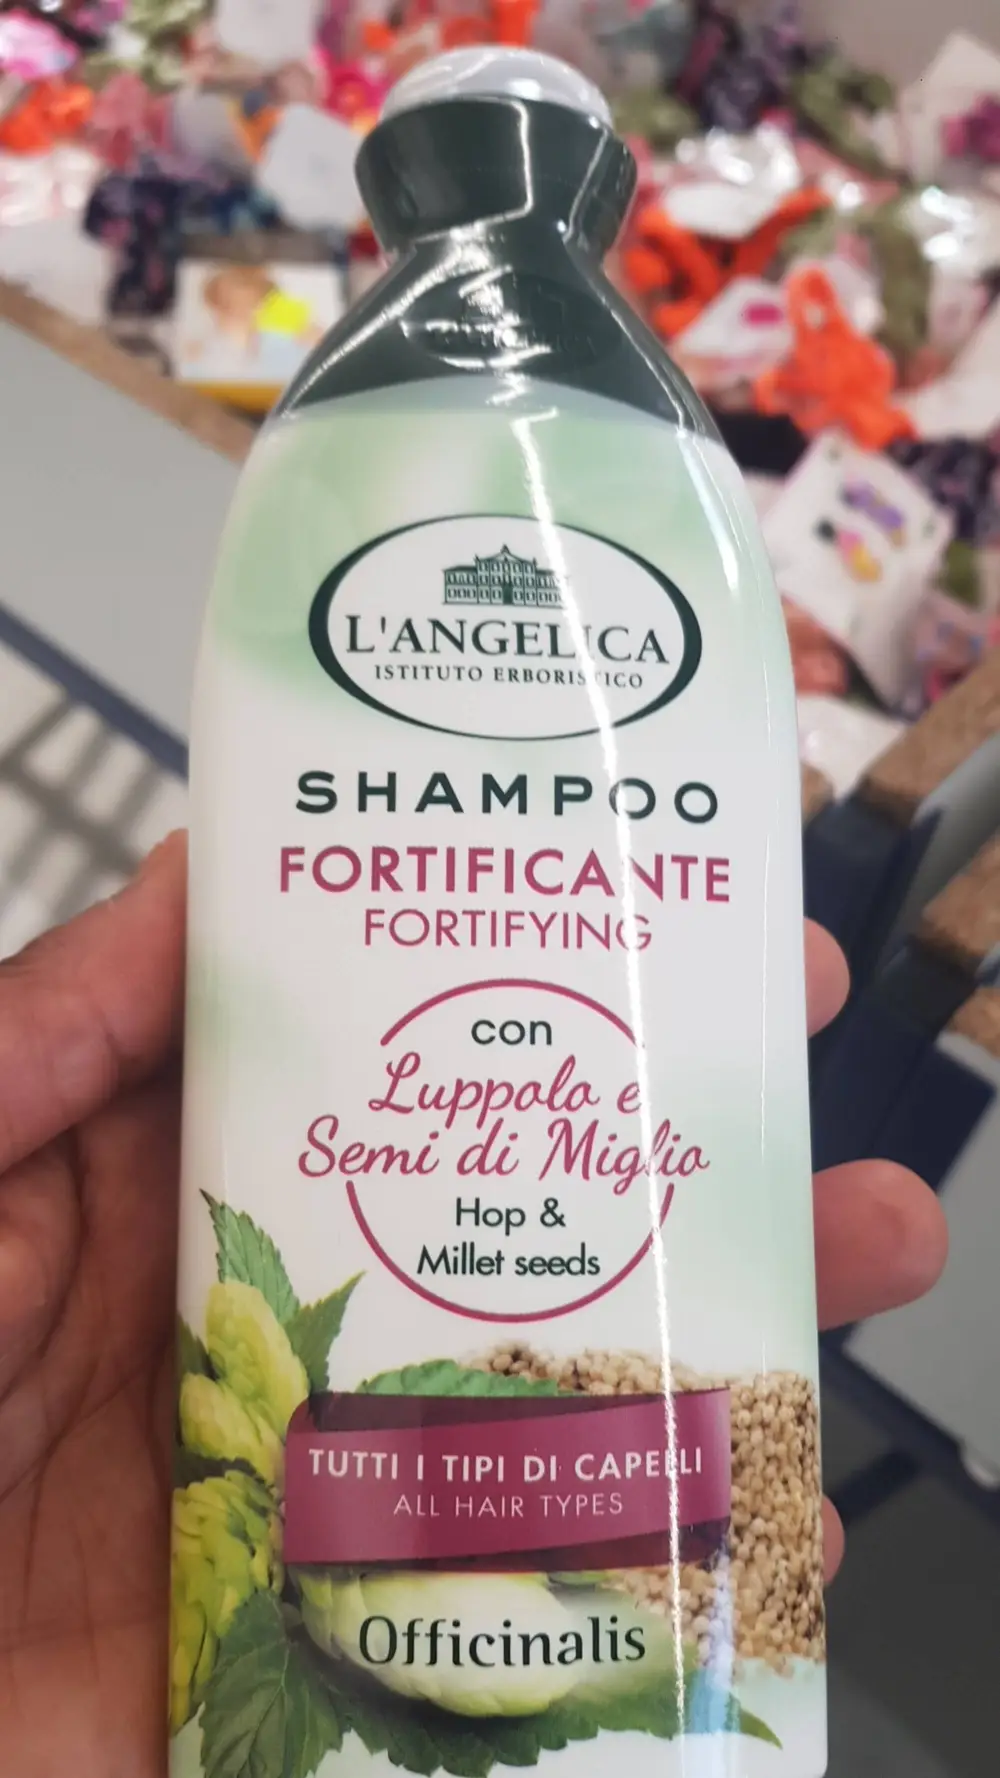 L'ANGELICA
ISTITUTO ERBORISTICO
SHAMPOO
FORTIFICANTE
FORTIFYING
con
Luppolo e
Semi di Miglio
Hop &
Millet seeds
TUTTI I TIPI DI CAPELLI
ALL HAIR TYPES
Officinalis